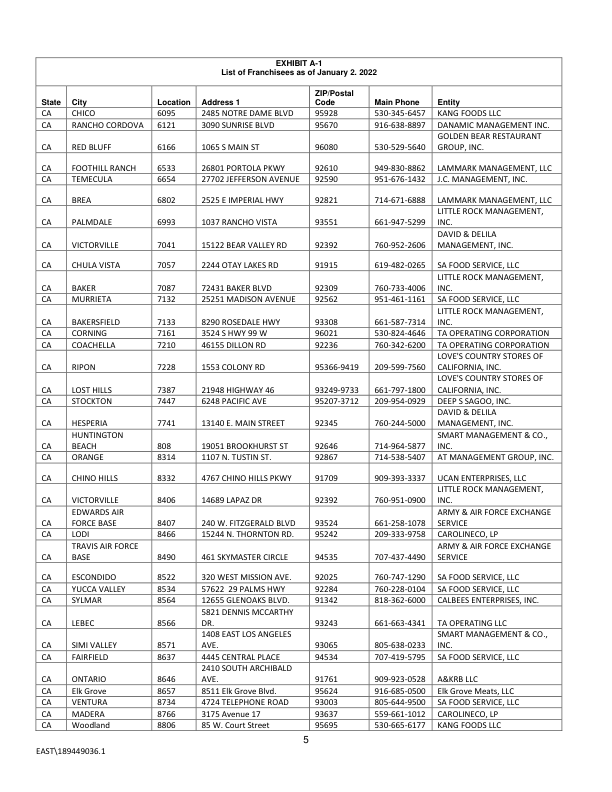 EXHIBIT A-1
List of Franchisees as of January 2. 2022
State City Location Address 1 ZIP/Postal Code Main Phone Entity
CA CHICO 6095 2485 NOTRE DAME BLVD 95928 530-345-6457 KANG FOODS LLC
CA RANCHO CORDOVA 6121 3090 SUNRISE BLVD 95670 916-638-8897 DANAMIC MANAGEMENT INC.
CA RED BLUFF 6166 1065 S MAIN ST 96080 530-529-5640 GOLDEN BEAR RESTAURANT GROUP, INC.
CA FOOTHILL RANCH 6533 26801 PORTOLA PKWY 92610 949-830-8862 LAMMARK MANAGEMENT, LLC
CA TEMECULA 6654 27702 JEFFERSON AVENUE 92590 951-676-1432 J.C. MANAGEMENT, INC.
CA BREA 6802 2525 E IMPERIAL HWY 92821 714-671-6888 LAMMARK MANAGEMENT, LLC
CA PALMDALE 6993 1037 RANCHO VISTA 93551 661-947-5299 LITTLE ROCK MANAGEMENT, INC.
CA VICTORVILLE 7041 15122 BEAR VALLEY RD 92392 760-952-2606 DAVID & DELILA MANAGEMENT, INC.
CA CHULA VISTA 7057 2244 OTAY LAKES RD 91915 619-482-0265 SA FOOD SERVICE, LLC
CA BAKER 7087 72431 BAKER BLVD 92309 760-733-4006 LITTLE ROCK MANAGEMENT, INC.
CA MURRIETA 7132 25251 MADISON AVENUE 92562 951-461-1161 SA FOOD SERVICE, LLC
CA BAKERSFIELD 7133 8290 ROSEDALE HWY 93308 661-587-7314 LITTLE ROCK MANAGEMENT, INC.
CA CORNING 7161 3524 S HWY 99 W 96021 530-824-4646 TA OPERATING CORPORATION
CA COACHELLA 7210 46155 DILLON RD 92236 760-342-6200 TA OPERATING CORPORATION
CA RIPON 7228 1553 COLONY RD 95366-9419 209-599-7560 LOVE'S COUNTRY STORES OF CALIFORNIA, INC.
CA LOST HILLS 7387 21948 HIGHWAY 46 93249-9733 661-797-1800 LOVE'S COUNTRY STORES OF CALIFORNIA, INC.
CA STOCKTON 7447 6248 PACIFIC AVE 95207-3712 209-954-0929 DEEP S SAGOO, INC.
CA HESPERIA 7741 13140 E. MAIN STREET 92345 760-244-5000 DAVID & DELILA MANAGEMENT, INC.
CA HUNTINGTON BEACH 808 19051 BROOKHURST ST 92646 714-964-5877 SMART MANAGEMENT & CO., INC.
CA ORANGE 8314 1107 N. TUSTIN ST. 92867 714-538-5407 AT MANAGEMENT GROUP, INC.
CA CHINO HILLS 8332 4767 CHINO HILLS PKWY 91709 909-393-3337 UCAN ENTERPRISES, LLC
CA VICTORVILLE 8406 14689 LAPAZ DR 92392 760-951-0900 LITTLE ROCK MANAGEMENT, INC.
CA EDWARDS AIR FORCE BASE 8407 240 W. FITZGERALD BLVD 93524 661-258-1078 ARMY & AIR FORCE EXCHANGE SERVICE
CA LODI 8466 15244 N. THORNTON RD. 95242 209-333-9758 CAROLINECO, LP
CA TRAVIS AIR FORCE BASE 8490 461 SKYMASTER CIRCLE 94535 707-437-4490 ARMY & AIR FORCE EXCHANGE SERVICE
CA ESCONDIDO 8522 320 WEST MISSION AVE. 92025 760-747-1290 SA FOOD SERVICE, LLC
CA YUCCA VALLEY 8534 57622 29 PALMS HWY 92284 760-228-0104 SA FOOD SERVICE, LLC
CA SYLMAR 8564 12655 GLENOAKS BLVD. 91342 818-362-6000 CALBEES ENTERPRISES, INC.
CA LEBEC 8566 5821 DENNIS MCCARTHY DR. 93243 661-663-4341 TA OPERATING LLC
CA SIMI VALLEY 8571 1408 EAST LOS ANGELES AVE. 93065 805-638-0233 SMART MANAGEMENT & CO., INC.
CA FAIRFIELD 8637 4445 CENTRAL PLACE 94534 707-419-5795 SA FOOD SERVICE, LLC
CA ONTARIO 8646 2410 SOUTH ARCHIBALD AVE. 91761 909-923-0528 A&KRB LLC
CA Elk Grove 8657 8511 Elk Grove Blvd. 95624 916-685-0500 Elk Grove Meats, LLC
CA VENTURA 8734 4724 TELEPHONE ROAD 93003 805-644-9500 SA FOOD SERVICE, LLC
CA MADERA 8766 3175 Avenue 17 93637 559-661-1012 CAROLINECO, LP
CA Woodland 8806 85 W. Court Street 95695 530-665-6177 KANG FOODS LLC
5
EAST\189449036.1